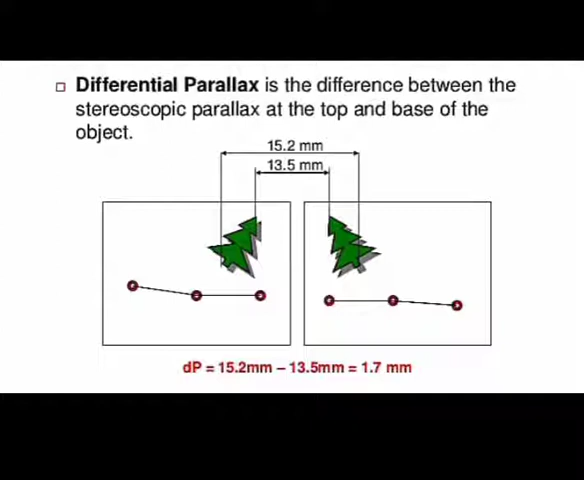 Differential Parallax is the difference between the
stereoscopic parallax at the top and base of the
object.
15.2 mm
13.5 mm
dP = 15.2mm – 13.5mm = 1.7 mm